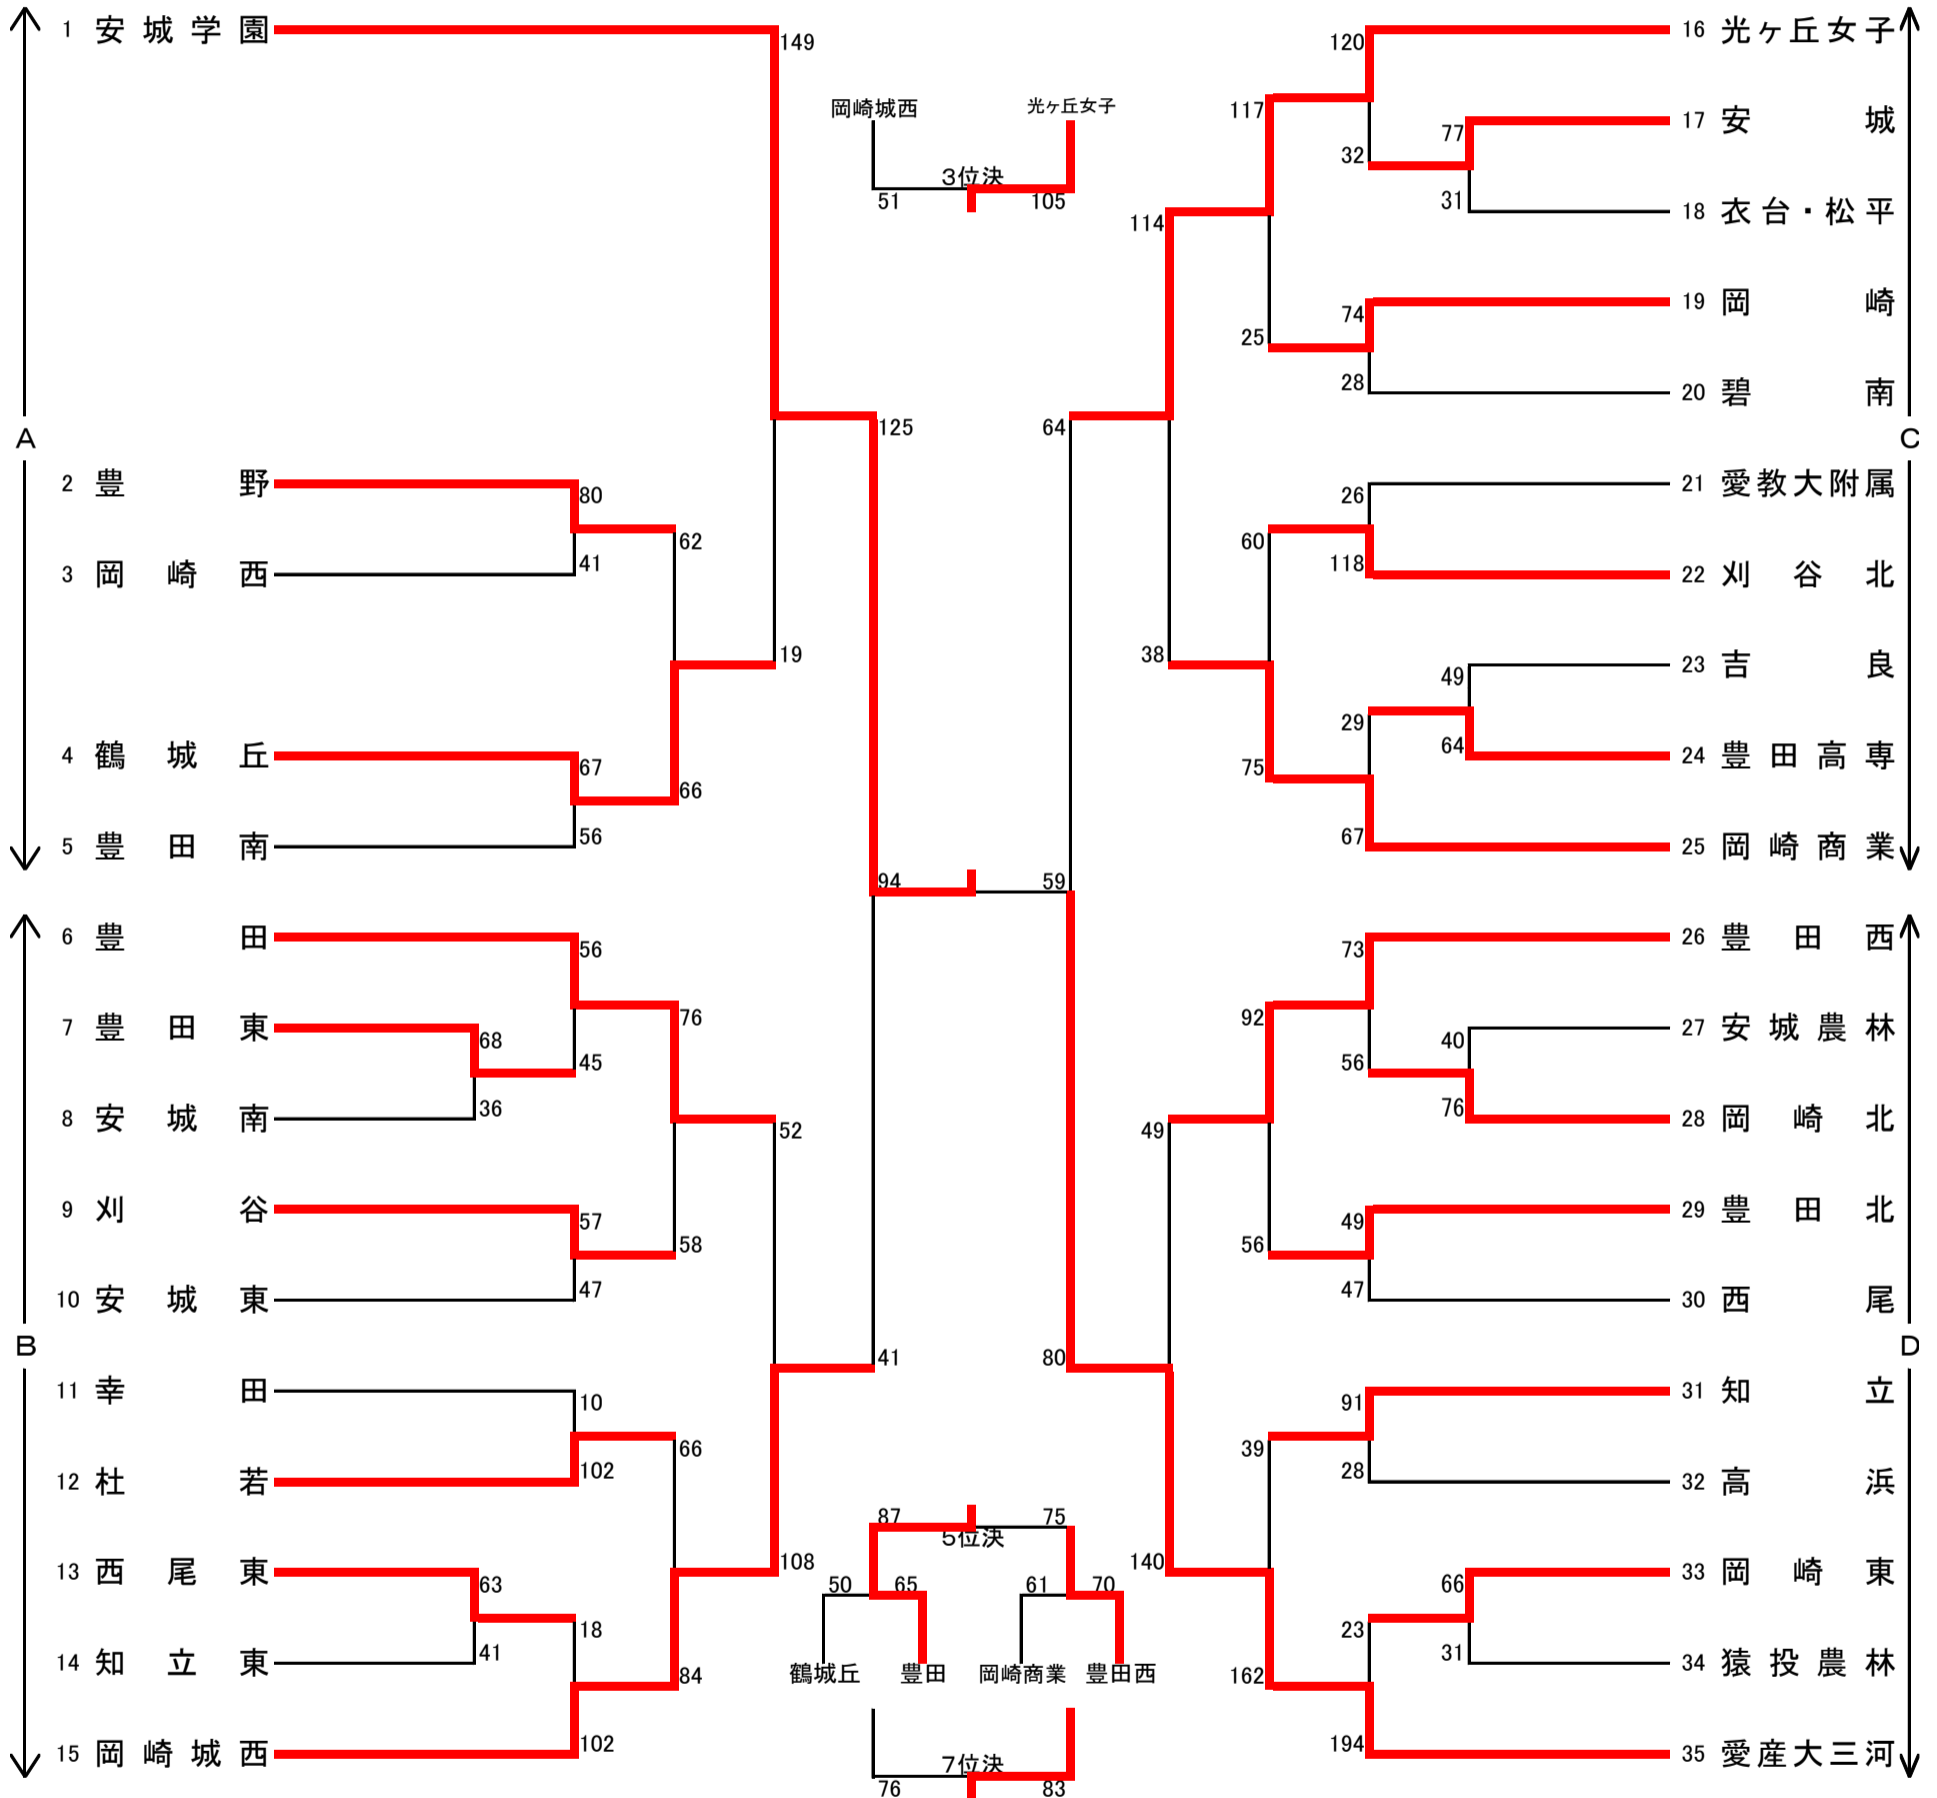 A
1 安城学園
2 豊野
3 岡崎西
4 鶴城丘
5 豊田南
B
6 豊田
7 豊田東
8 安城南
9 刈谷
10 安城東
11 幸田
12 杜若
13 西尾東
14 知立東
15 岡崎城西
149
80
41
62
19
67
56
66
125
56
68
36
45
76
57
47
58
52
10
102
66
63
41
18
102
84
108
41
岡崎城西 光ヶ丘女子
3位決
51 105
94 59
87 75
5位決
50 65 61 70
鶴城丘 豊田 岡崎商業 豊田西
7位決
76 83
C
16 光ヶ丘女子
17 安城
18 衣台・松平
19 岡崎
20 碧南
21 愛教大附属
22 刈谷北
23 吉良
24 豊田高専
25 岡崎商業
D
26 豊田西
27 安城農林
28 岡崎北
29 豊田北
30 西尾
31 知立
32 高浜
33 岡崎東
34 猿投農林
35 愛産大三河
120
117
77
32
31
114
74
25
28
64
26
60
118
38
49
29
64
75
67
73
92
40
56
76
49
49
56
47
80
91
39
28
140
66
23
31
162
194